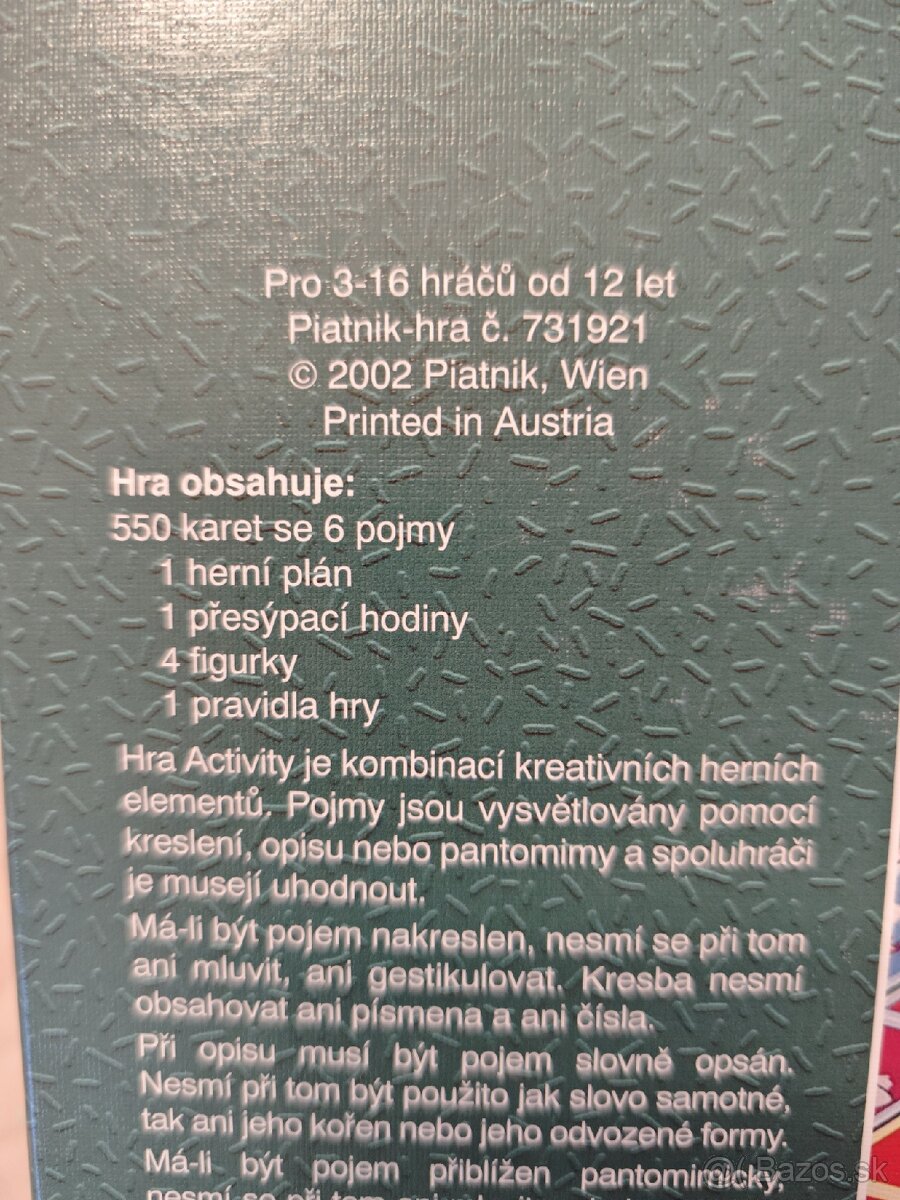 Pro 3-16 hráčů od 12 let
Piatnik-hra č. 731921
© 2002 Piatnik, Wien
Printed in Austria
Hra obsahuje:
550 karet se 6 pojmy
1 herní plán
1 přesýpací hodiny
4 figurky
1 pravidla hry
Hra Activity je kombinací kreativních herních
elementů. Pojmy jsou vysvětlovány pomocí
kreslení, opisu nebo pantomimy a spoluhráči
je musejí uhodnout.
Má-li být pojem nakreslen, nesmí se při tom
ani mluvit, ani gestikulovat. Kresba nesmí
obsahovat ani písmena a ani čísla.
Při opisu musí být pojem slovně opsán.
Nesmí při tom být použito jak slovo samotné,
tak ani jeho kořen nebo jeho odvozené formy.
Má-li být pojem přiblížen pantomimicky,
nesmí se při tom ani
Bazos.sk